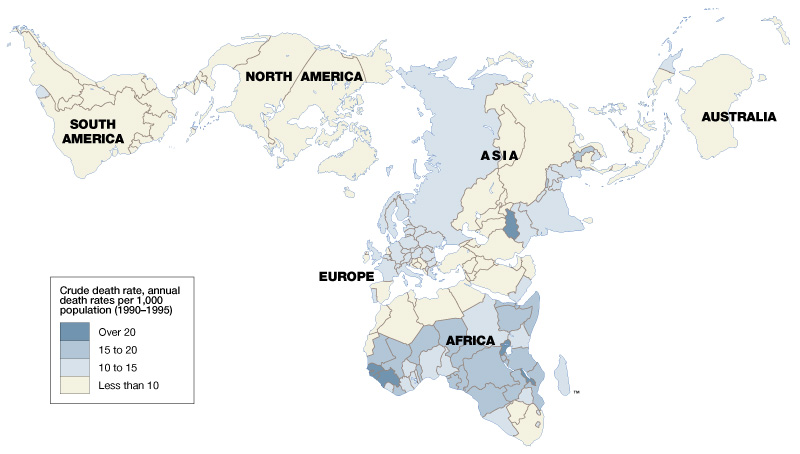 NORTH AMERICA
SOUTH
AMERICA
AUSTRALIA
ASIA
EUROPE
AFRICA
Crude death rate, annual
death rates per 1,000
population (1990–1995)
Over 20
15 to 20
10 to 15
Less than 10
™